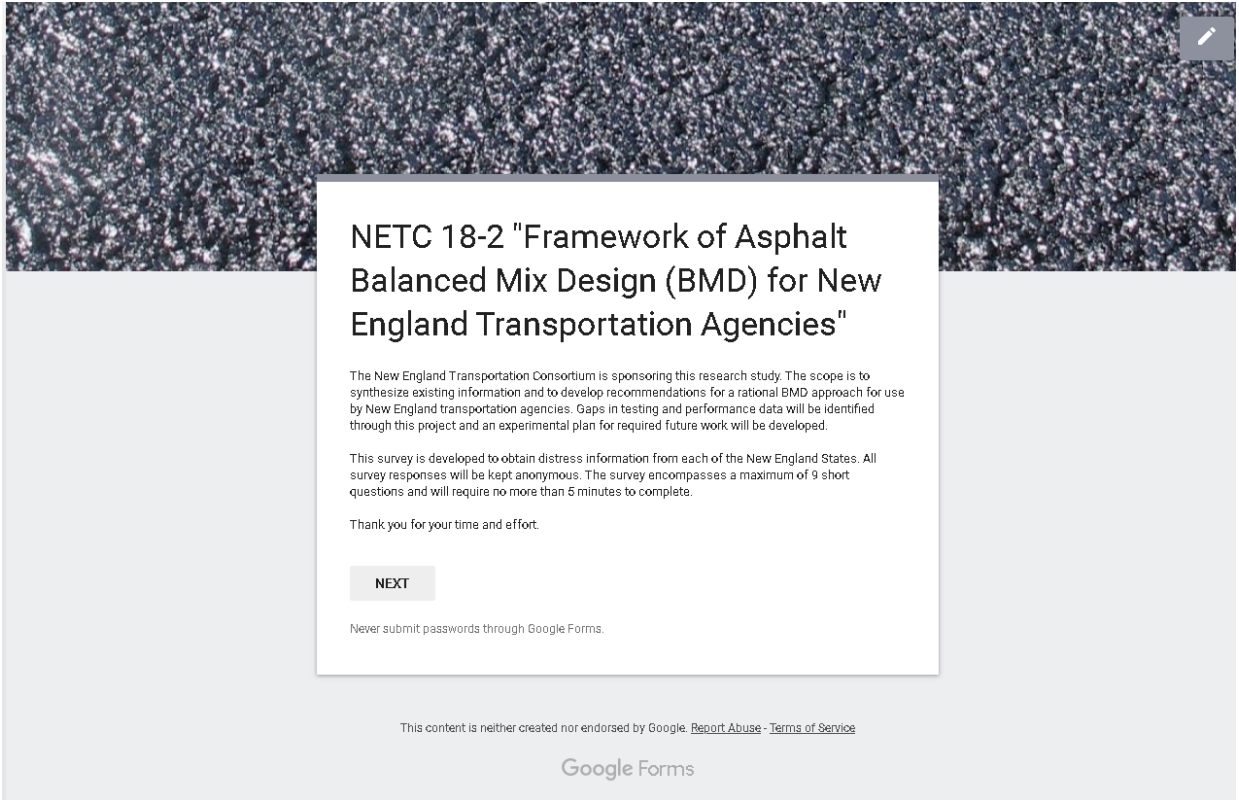 NETC 18-2 "Framework of Asphalt
Balanced Mix Design (BMD) for New
England Transportation Agencies"
The New England Transportation Consortium is sponsoring this research study. The scope is to
synthesize existing information and to develop recommendations for a rational BMD approach for use
by New England transportation agencies. Gaps in testing and performance data will be identified
through this project and an experimental plan for required future work will be developed.
This survey is developed to obtain distress information from each of the New England States. All
survey responses will be kept anonymous. The survey encompasses a maximum of 9 short
questions and will require no more than 5 minutes to complete.
Thank you for your time and effort.
NEXT
Never submit passwords through Google Forms.
This content is neither created nor endorsed by Google. Report Abuse - Terms of Service
Google Forms